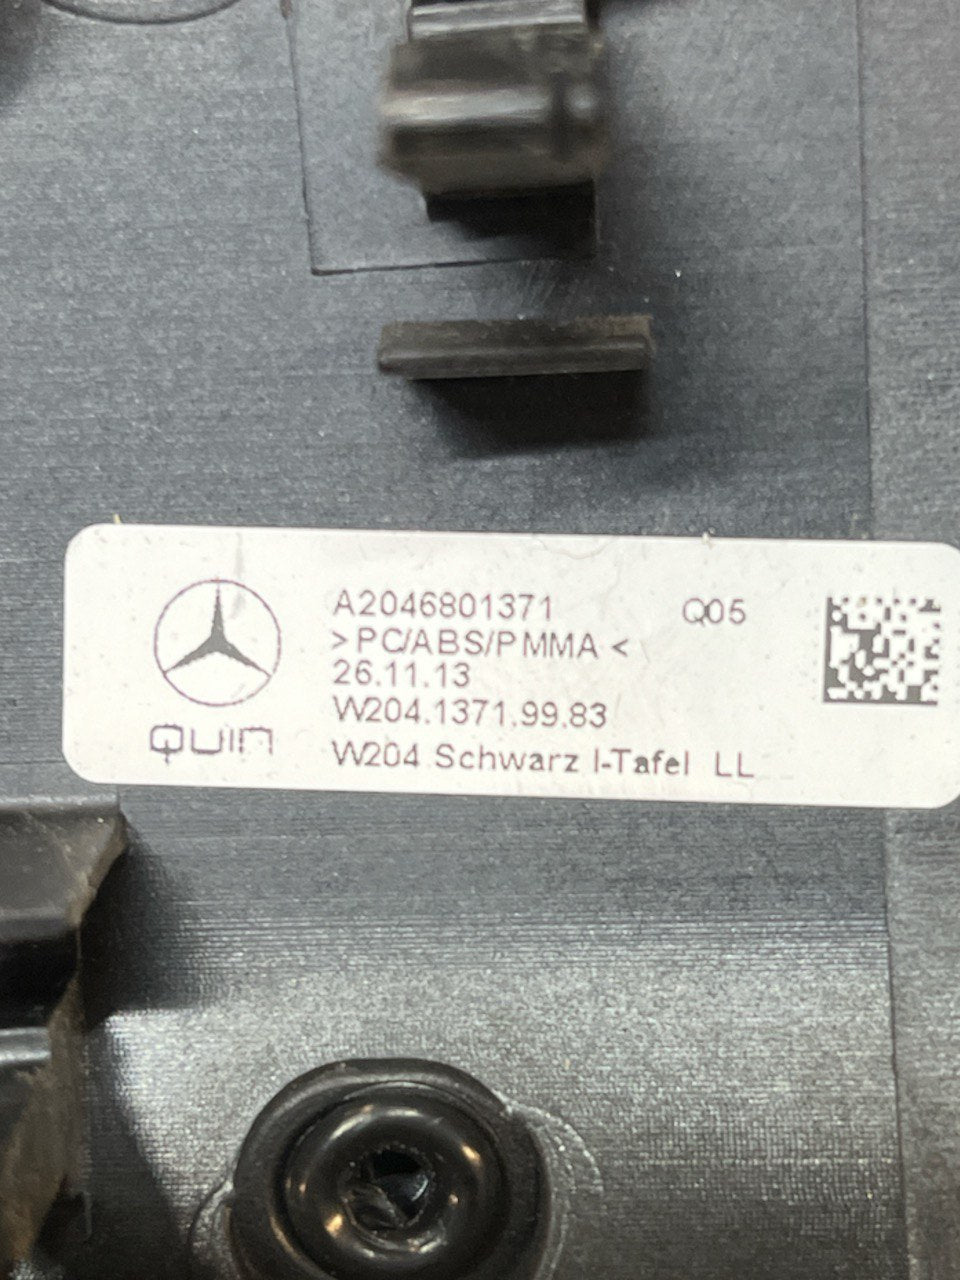 A2046801371 Q05
>PC/ABS/PMMA<
26.11.13
W204.1371.99.83
QUIN
W204 Schwarz I-Tafel LL